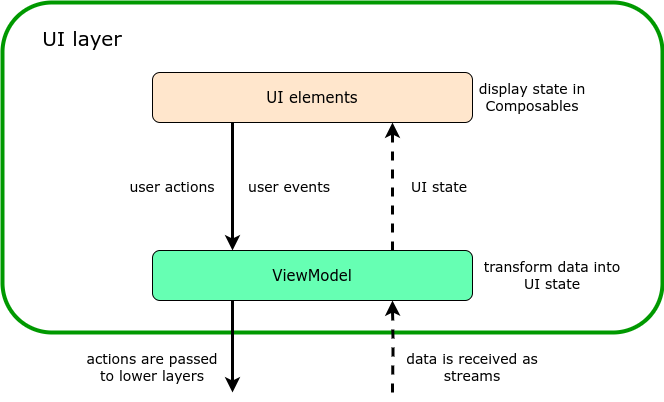 UI layer
UI elements
display state in
Composables
user actions
user events
UI state
ViewModel
transform data into
UI state
actions are passed
to lower layers
data is received as
streams